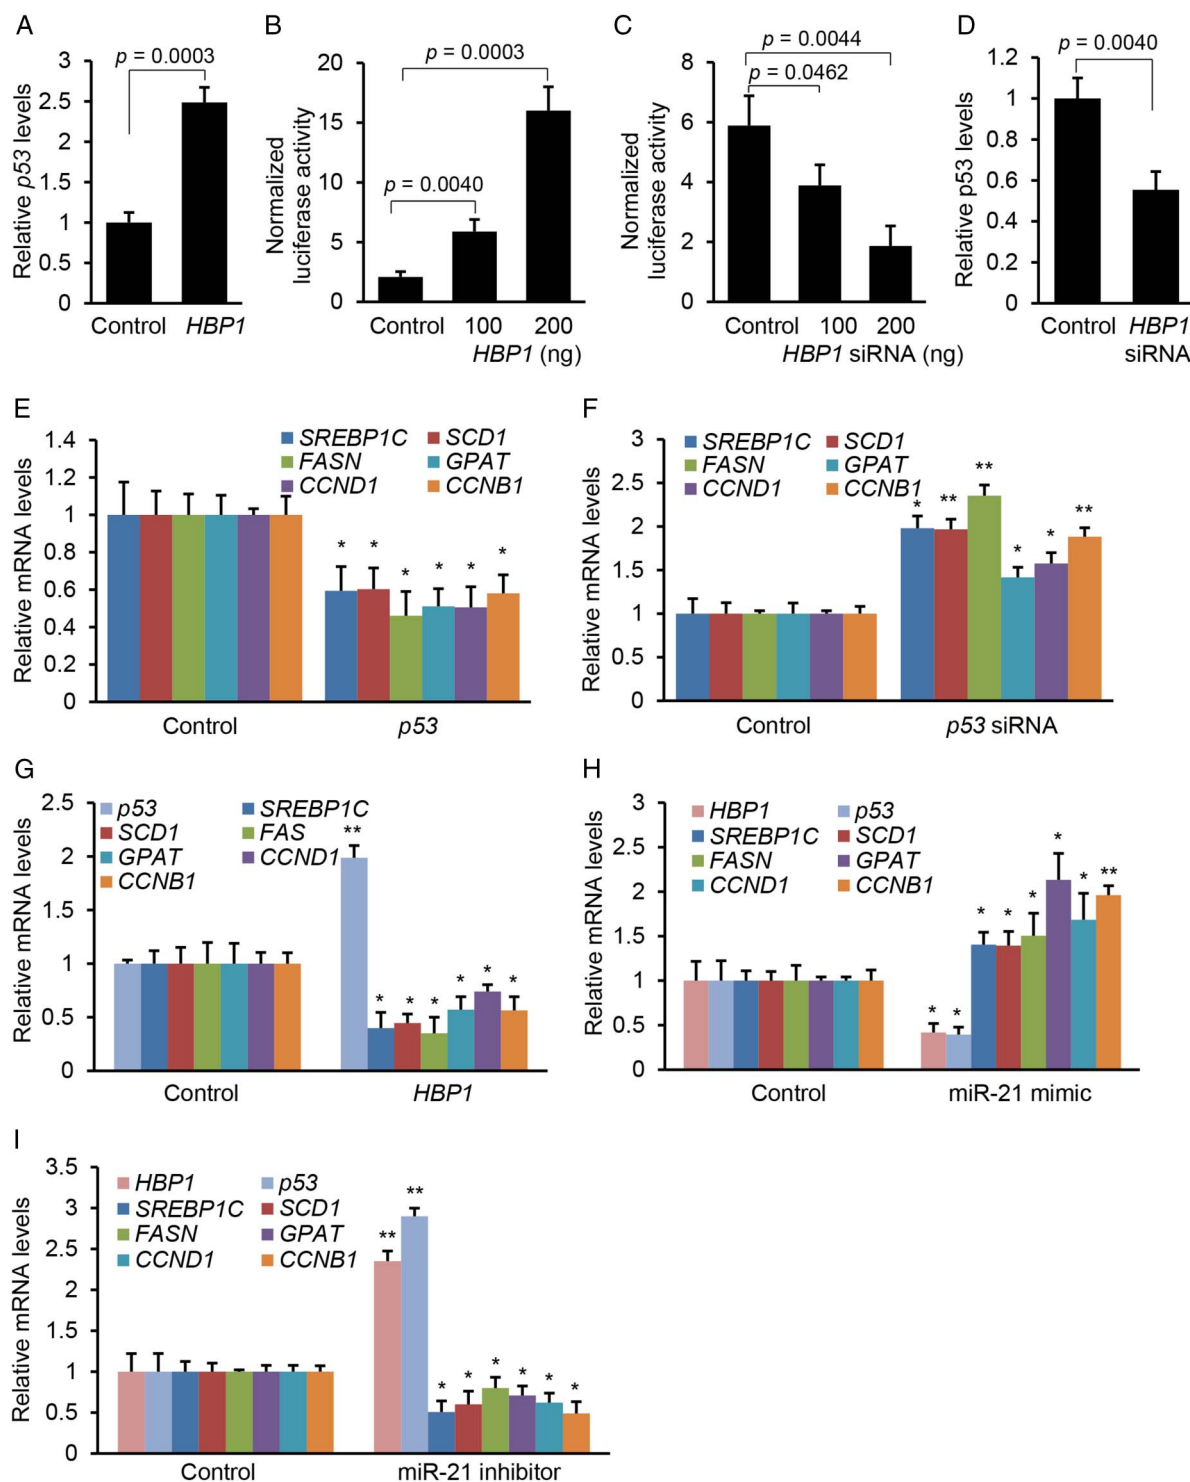 A
p = 0.0003
Relative p53 levels
3
2.5
2
1.5
1
0.5
0
Control HBP1
B
p = 0.0003
p = 0.0040
Normalized
luciferase activity
20
15
10
5
0
Control 100 200
HBP1 (ng)
C
p = 0.0044
p = 0.0462
Normalized
luciferase activity
8
6
4
2
0
Control 100 200
HBP1 siRNA (ng)
D
p = 0.0040
Relative p53 levels
1.2
1
0.8
0.6
0.4
0.2
0
Control HBP1
siRNA
E
Relative mRNA levels
1.4
1.2
1
0.8
0.6
0.4
0.2
0
SREBP1C SCD1
FASN GPAT
CCND1 CCNB1
* * * * * *
Control p53
F
Relative mRNA levels
3
2.5
2
1.5
1
0.5
0
SREBP1C SCD1
FASN GPAT
CCND1 CCNB1
* ** ** * * **
Control p53 siRNA
G
Relative mRNA levels
2.5
2
1.5
1
0.5
0
p53 SREBP1C
SCD1 FAS
GPAT CCND1
CCNB1
** * * * * * *
Control HBP1
H
Relative mRNA levels
3
2.5
2
1.5
1
0.5
0
HBP1 p53
SREBP1C SCD1
FASN GPAT
CCND1 CCNB1
* * * * * * * **
Control miR-21 mimic
I
Relative mRNA levels
3.5
3
2.5
2
1.5
1
0.5
0
HBP1 p53
SREBP1C SCD1
FASN GPAT
CCND1 CCNB1
** ** * * * * * *
Control miR-21 inhibitor